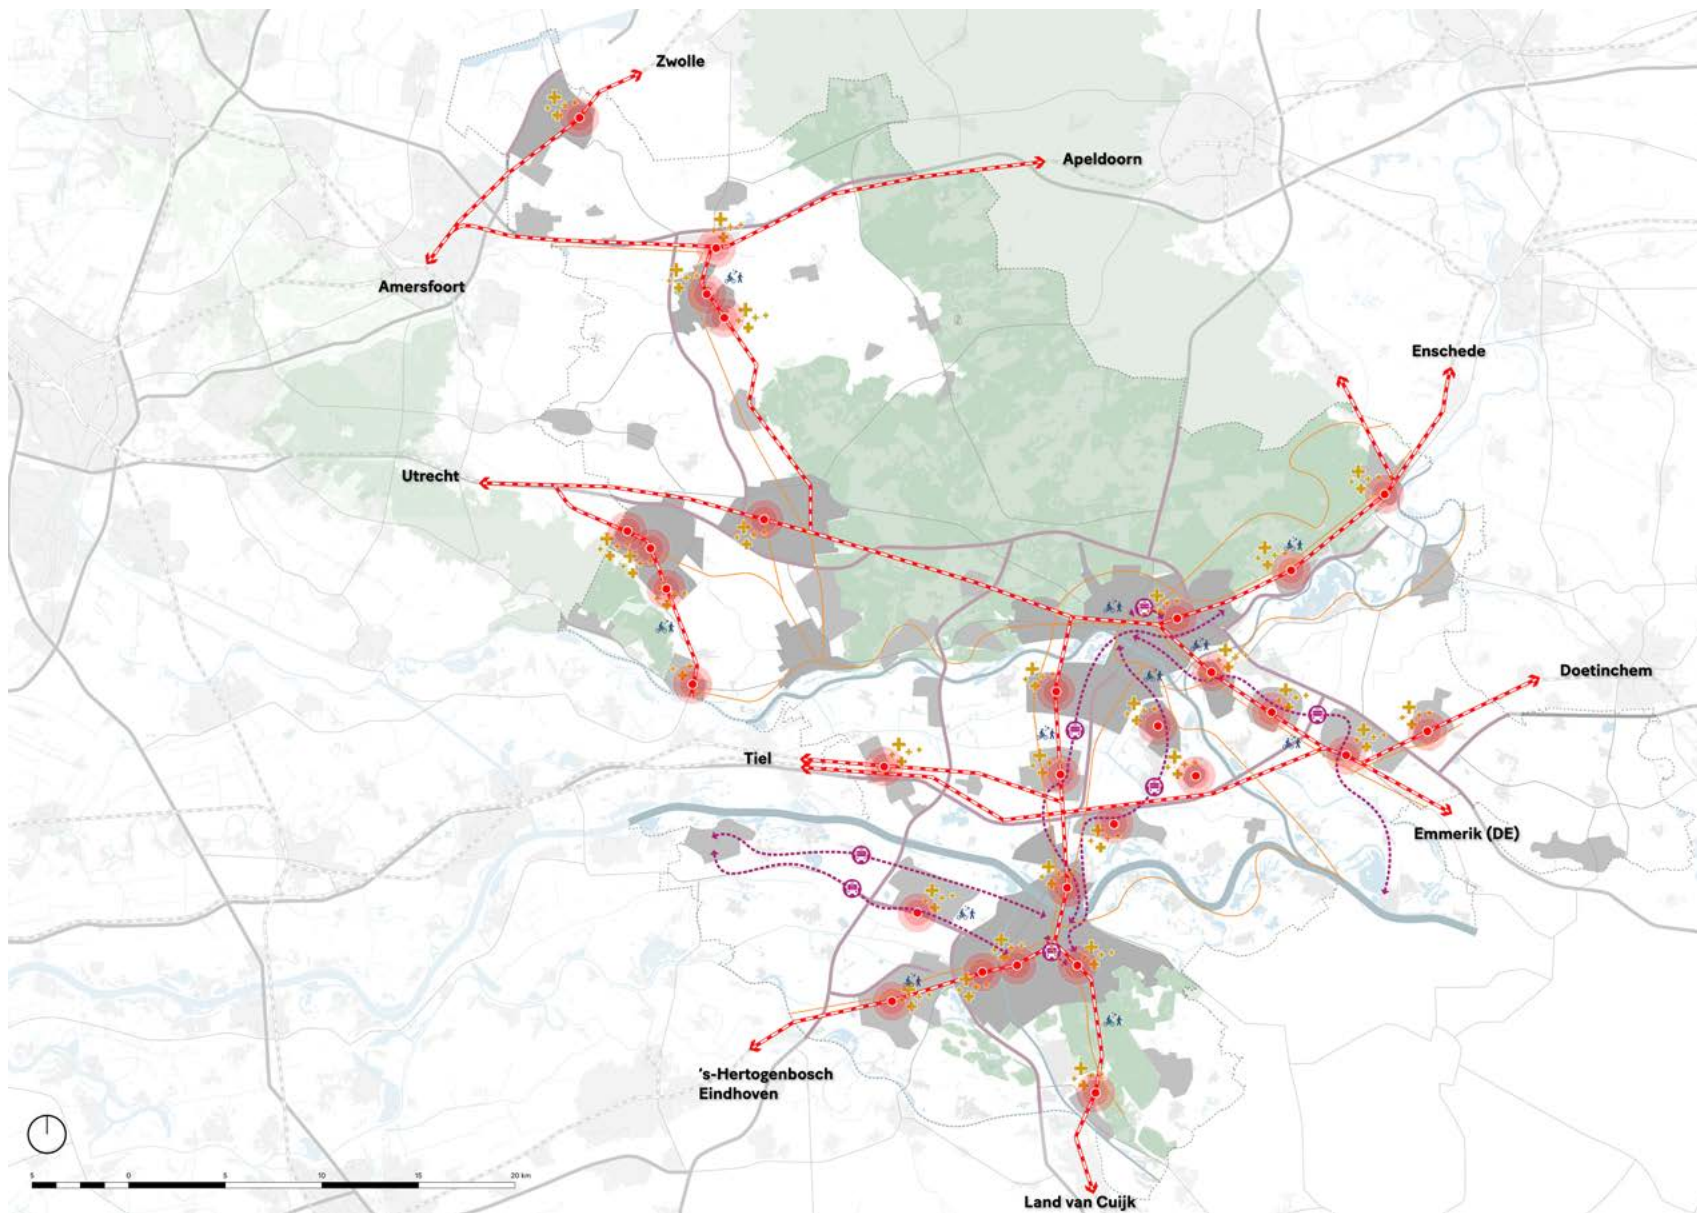 Zwolle
Apeldoorn
Amersfoort
Enschede
Utrecht
Doetinchem
Tiel
Emmerik (DE)
's-Hertogenbosch
Eindhoven
5 0 5 10 15 20 km
Land van Cuijk